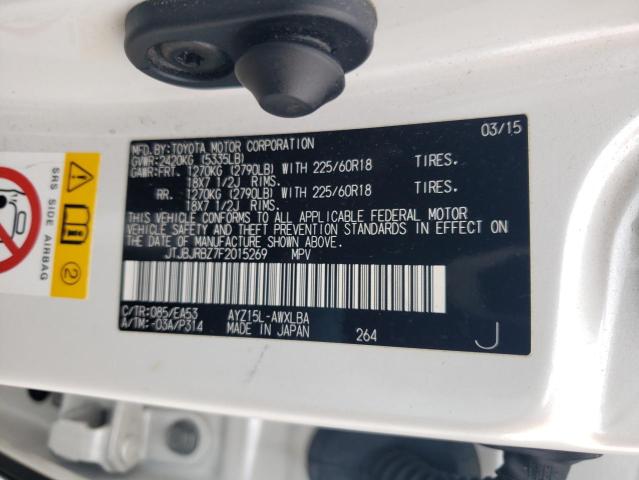 MFD.BY:TOYOTA MOTOR CORPORATION 03/15
GVWR:2420KG (5335LB)
GAWR:FRT. 1270KG (2790LB) WITH 225/60R18 TIRES.
18X7 1/2J RIMS.
RR. 1270KG (2790LB) WITH 225/60R18 TIRES.
18X7 1/2J RIMS.
THIS VEHICLE CONFORMS TO ALL APPLICABLE FEDERAL MOTOR
VEHICLE SAFETY AND THEFT PREVENTION STANDARDS IN EFFECT ON
THE DATE OF MANUFACTURE SHOWN ABOVE.
JTJBJRBZ7F2015269 MPV
C/TR:085/EA53 AYZ15L-AWXLBA
A/TM:-03A/P314 MADE IN JAPAN 264 J
SRS SIDE AIRBAG
2